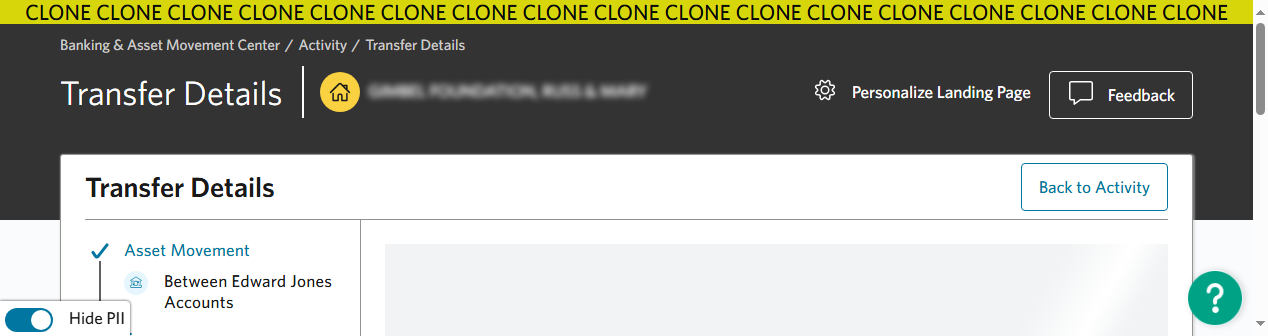 CLONE CLONE CLONE CLONE CLONE CLONE CLONE CLONE CLONE CLONE CLONE CLONE CLONE CLONE CLONE CLONE CLONE
Banking & Asset Movement Center / Activity / Transfer Details
Transfer Details
Personalize Landing Page
Feedback
Transfer Details
Back to Activity
Asset Movement
Between Edward Jones
Accounts
Hide PII
?